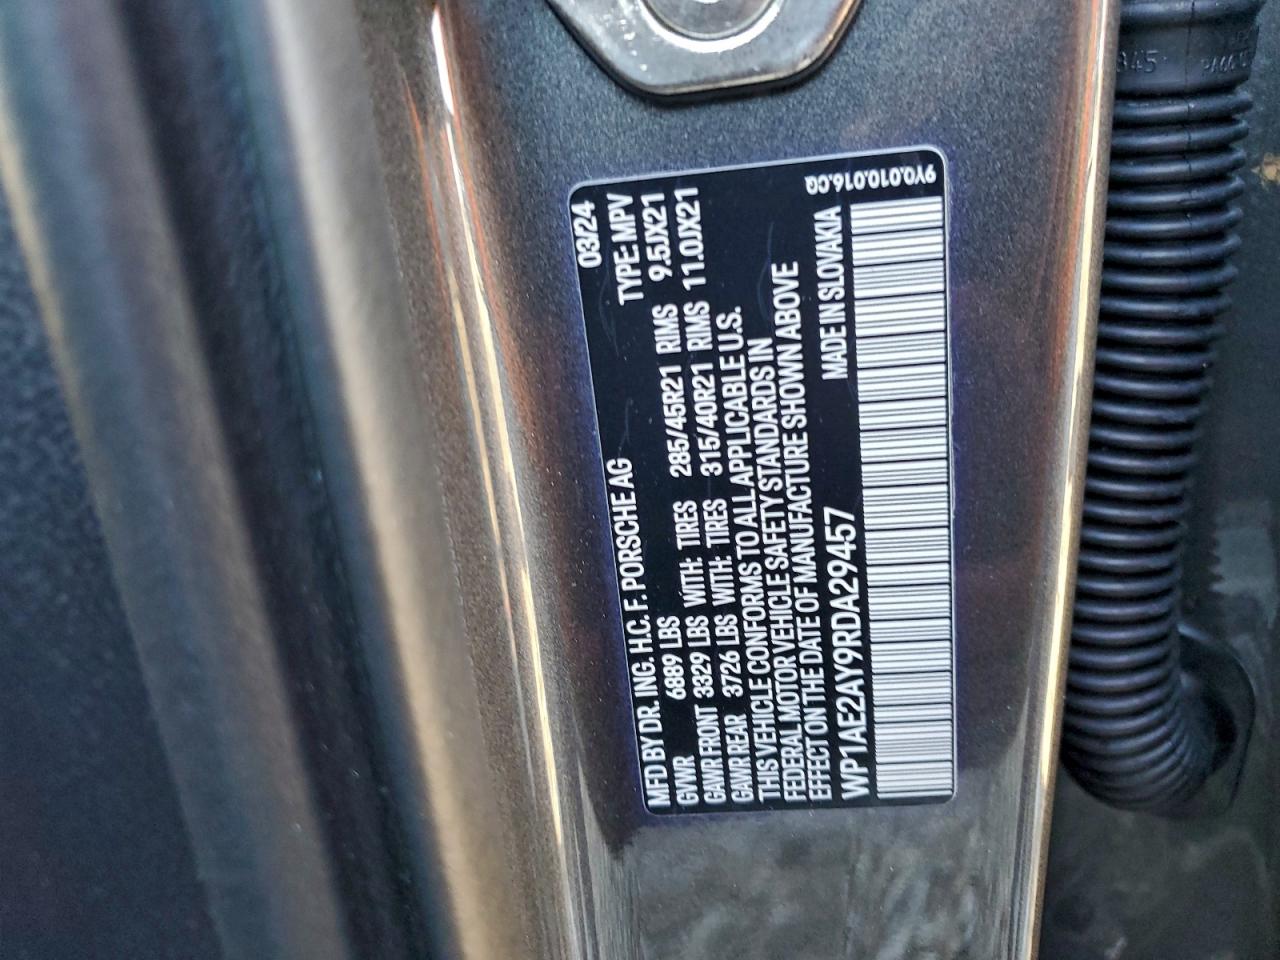 MFD BY DR. ING. H.C. F. PORSCHE AG 03/24
GVWR 6889 LBS TYPE: MPV
GAWR FRONT 3329 LBS WITH: TIRES 285/45R21 RIMS 9.5JX21
GAWR REAR 3726 LBS WITH: TIRES 315/40R21 RIMS 11.0JX21
THIS VEHICLE CONFORMS TO ALL APPLICABLE U.S.
FEDERAL MOTOR VEHICLE SAFETY STANDARDS IN
EFFECT ON THE DATE OF MANUFACTURE SHOWN ABOVE
WP1AE2AY9RDA29457 MADE IN SLOVAKIA
9Y0.010.016.CQ